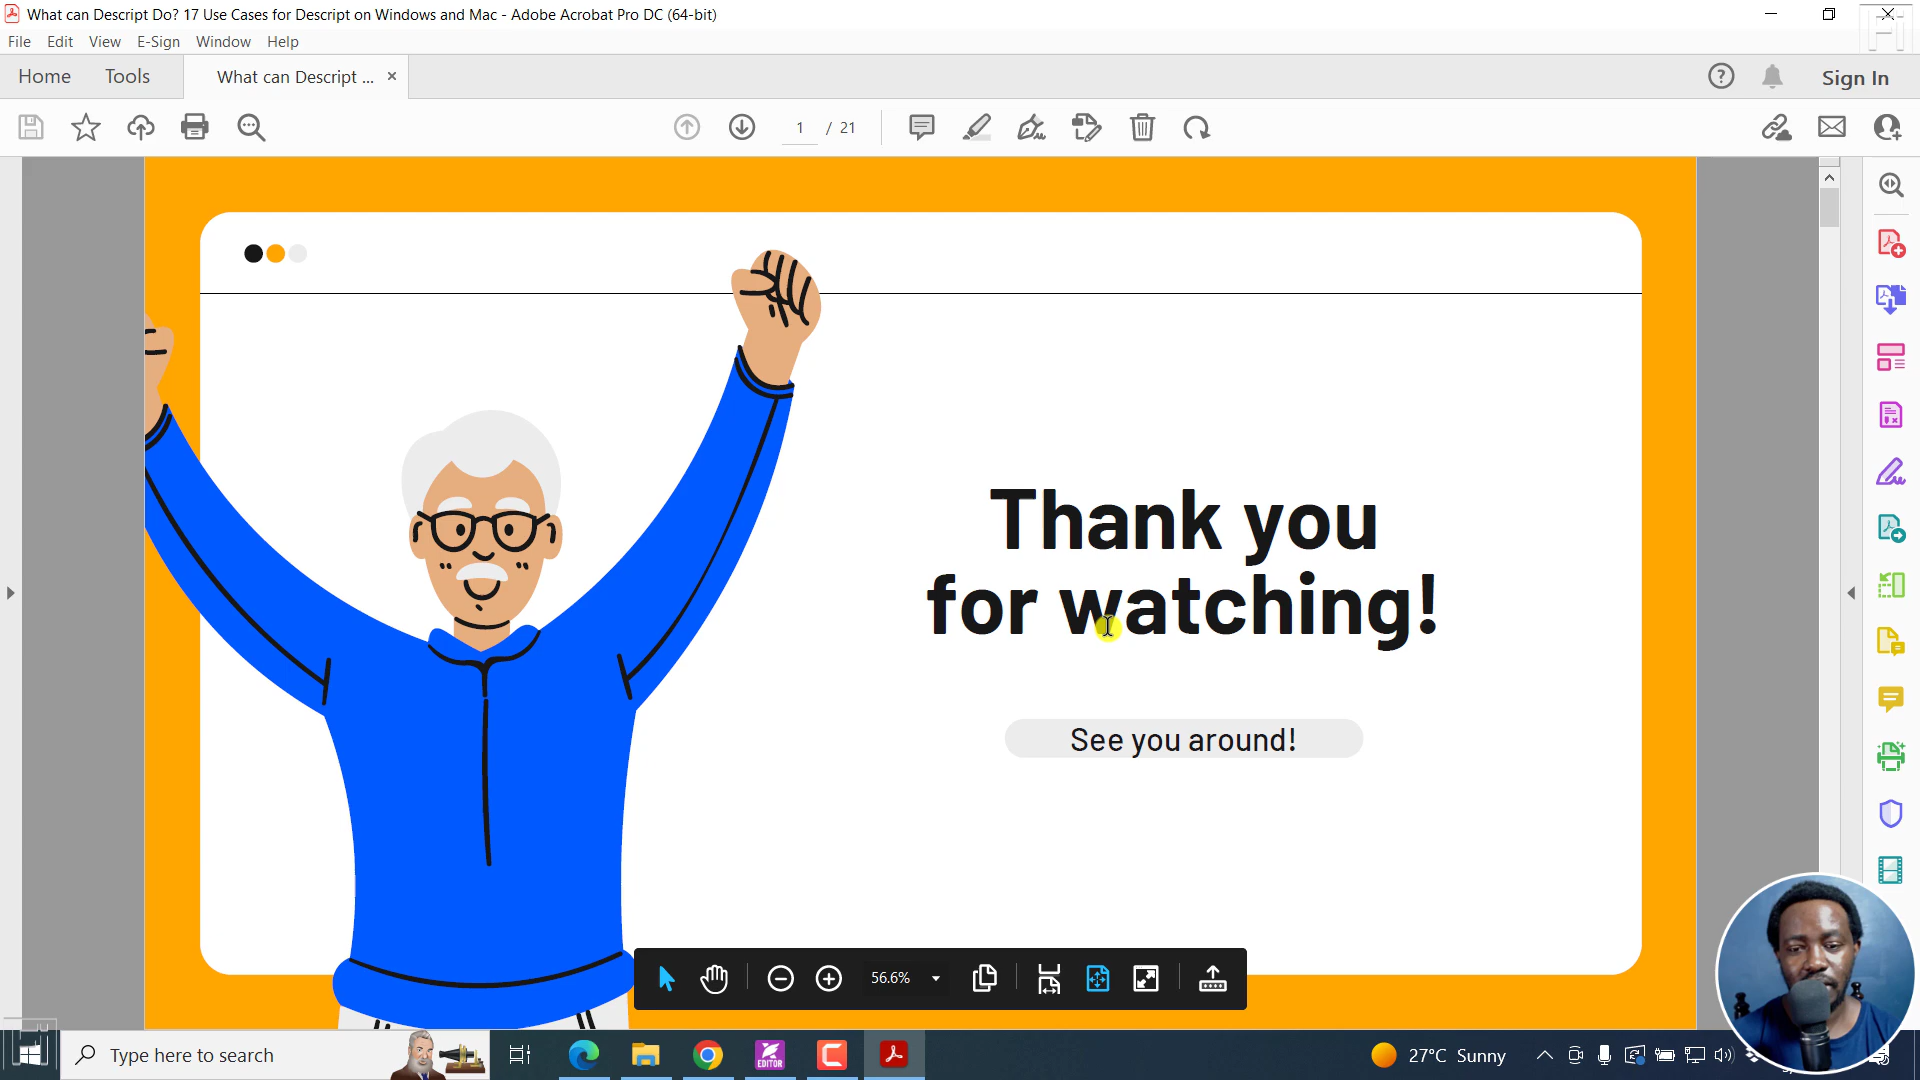 What can Descript Do? 17 Use Cases for Descript on Windows and Mac - Adobe Acrobat Pro DC (64-bit)
File Edit View E-Sign Window Help
Home Tools What can Descript ...
Sign In
1 / 21
Thank you
for watching!
See you around!
56.6%
Type here to search
EDITOR
27°C Sunny